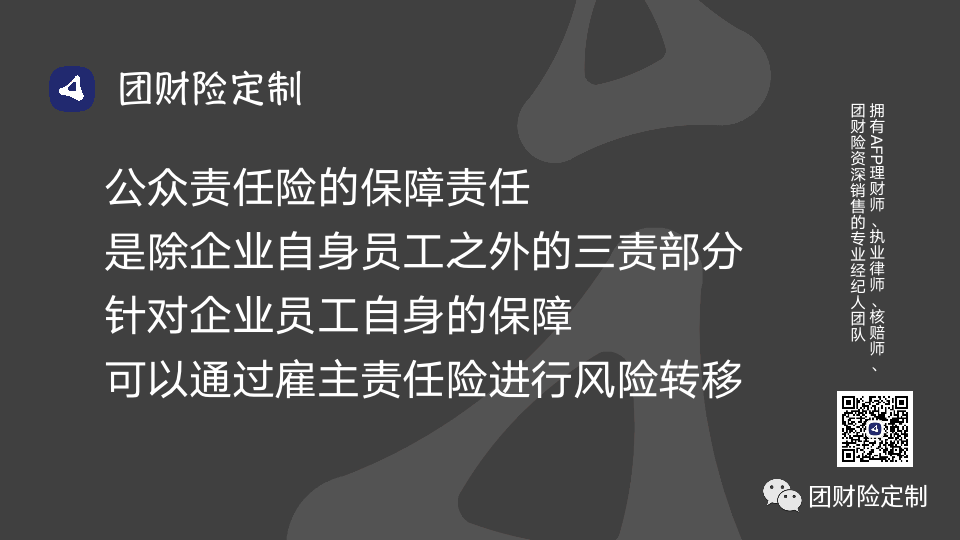 团财险定制
公众责任险的保障责任
是除企业自身员工之外的三责部分
针对企业员工自身的保障
可以通过雇主责任险进行风险转移
拥有AFP理财师、执业律师、核赔师、
团财险资深销售的专业经纪人团队
团财险定制